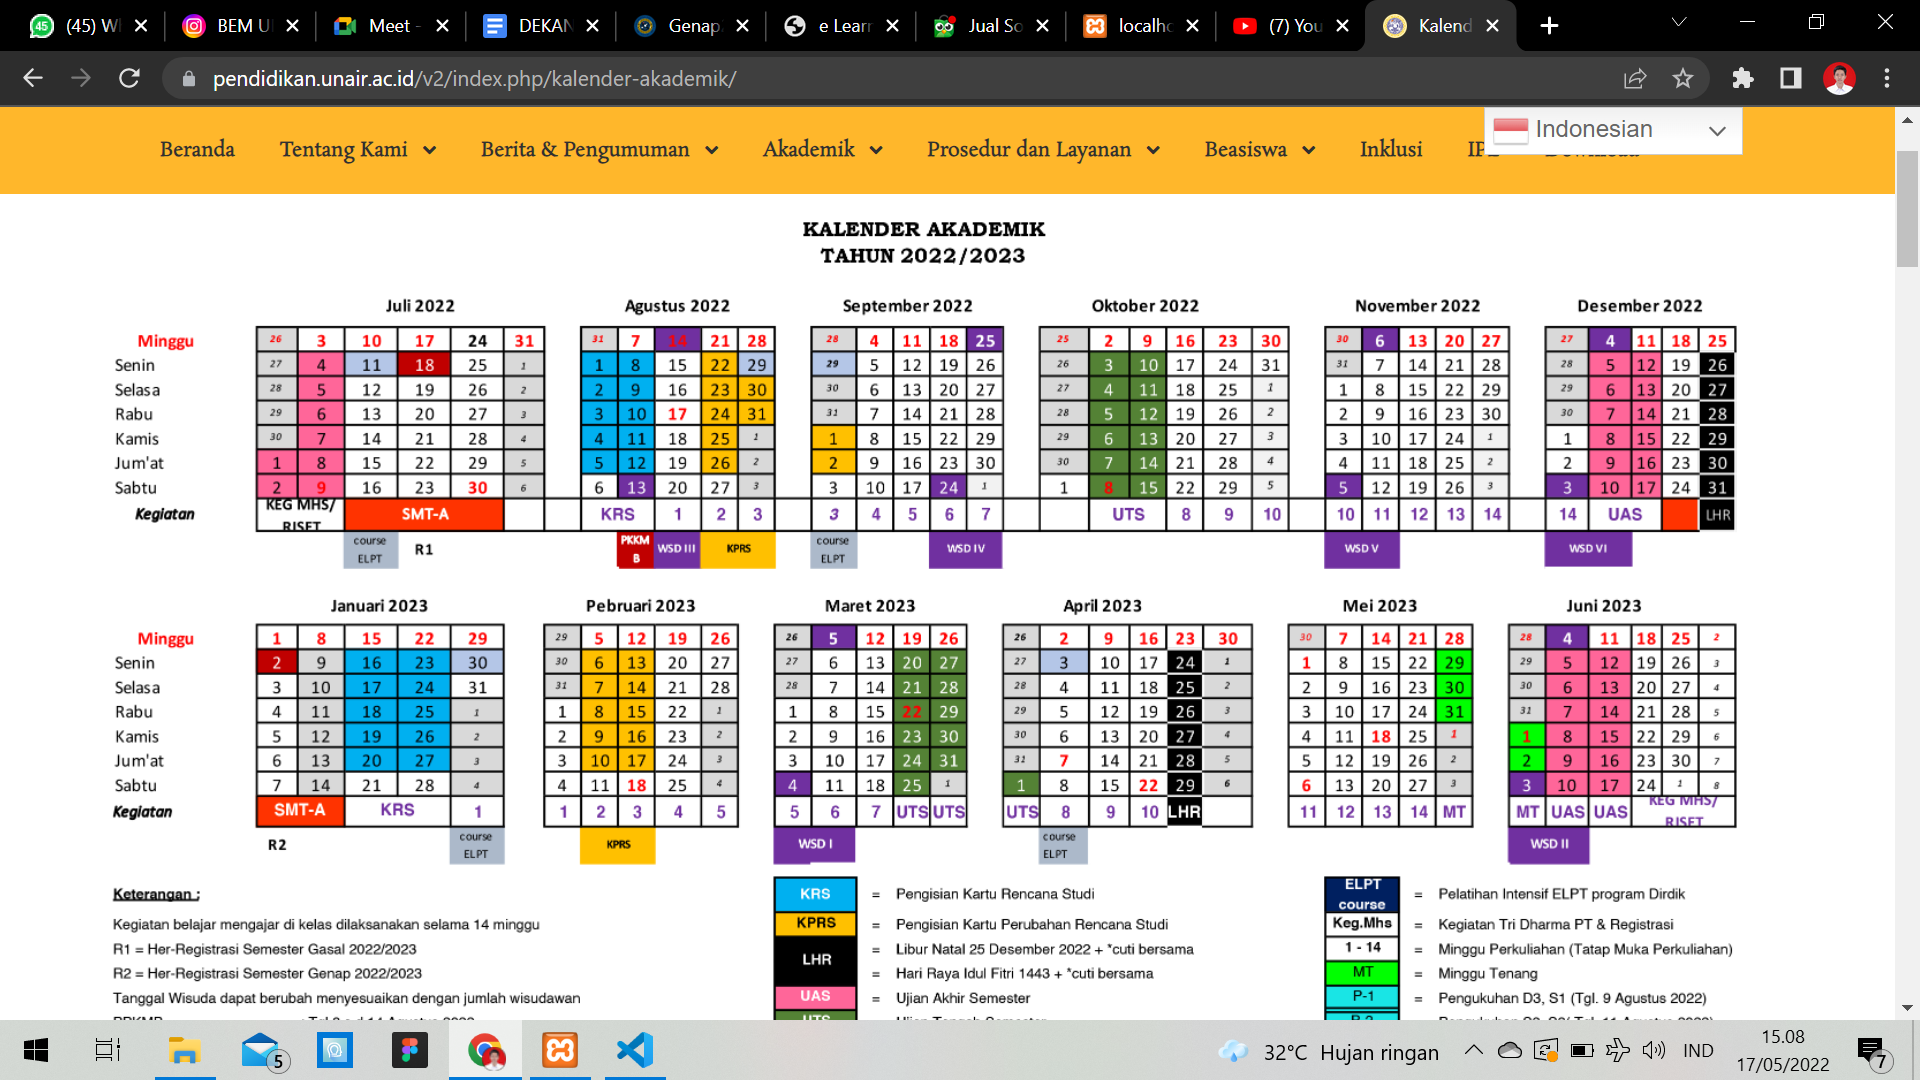 (45) W
BEM U
Meet -
DEKAN
Genap
e Learn
Jual So
localho
(7) You
Kalend
pendidikan.unair.ac.id/v2/index.php/kalender-akademik/
Beranda Tentang Kami Berita & Pengumuman Akademik Prosedur dan Layanan Beasiswa Inklusi
Indonesian
KALENDER AKADEMIK
TAHUN 2022/2023
Juli 2022 Agustus 2022 September 2022 Oktober 2022 November 2022 Desember 2022
Minggu 26 3 10 17 24 31 31 7 14 21 28 28 4 11 18 25 25 2 9 16 23 30 30 6 13 20 27 27 4 11 18 25
Senin 27 4 11 18 25 1 1 8 15 22 29 29 5 12 19 26 26 3 10 17 24 31 31 7 14 21 28 28 5 12 19 26
Selasa 28 5 12 19 26 2 2 9 16 23 30 30 6 13 20 27 27 4 11 18 25 1 1 8 15 22 29 29 6 13 20 27
Rabu 29 6 13 20 27 3 3 10 17 24 31 31 7 14 21 28 28 5 12 19 26 2 2 9 16 23 30 30 7 14 21 28
Kamis 30 7 14 21 28 4 4 11 18 25 1 1 8 15 22 29 29 6 13 20 27 3 3 10 17 24 1 1 8 15 22 29
Jum'at 1 8 15 22 29 5 5 12 19 26 2 2 9 16 23 30 30 7 14 21 28 4 4 11 18 25 2 2 9 16 23 30
Sabtu 2 9 16 23 30 6 6 13 20 27 3 3 10 17 24 1 1 8 15 22 29 5 5 12 19 26 3 3 10 17 24 31
Kegiatan KEG MHS/ RISET SMT-A KRS 1 2 3 3 4 5 6 7 UTS 8 9 10 10 11 12 13 14 14 UAS LHR
course ELPT R1 PKKM B WSD III KPRS course ELPT WSD IV WSD V WSD VI
Januari 2023 Pebruari 2023 Maret 2023 April 2023 Mei 2023 Juni 2023
Minggu 1 8 15 22 29 29 5 12 19 26 26 5 12 19 26 26 2 9 16 23 30 30 7 14 21 28 28 4 11 18 25 2
Senin 2 9 16 23 30 30 6 13 20 27 27 6 13 20 27 27 3 10 17 24 1 1 8 15 22 29 29 5 12 19 26 3
Selasa 3 10 17 24 31 31 7 14 21 28 28 7 14 21 28 28 4 11 18 25 2 2 9 16 23 30 30 6 13 20 27 4
Rabu 4 11 18 25 1 1 8 15 22 1 1 8 15 22 29 29 5 12 19 26 3 3 10 17 24 31 31 7 14 21 28 5
Kamis 5 12 19 26 2 2 9 16 23 2 2 9 16 23 30 30 6 13 20 27 4 4 11 18 25 1 1 8 15 22 29 6
Jum'at 6 13 20 27 3 3 10 17 24 3 3 10 17 24 31 31 7 14 21 28 5 5 12 19 26 2 2 9 16 23 30 7
Sabtu 7 14 21 28 4 4 11 18 25 4 4 11 18 25 1 1 8 15 22 29 6 6 13 20 27 3 3 10 17 24 1 8
Kegiatan SMT-A KRS 1 1 2 3 4 5 5 6 7 UTS UTS UTS 8 9 10 LHR 11 12 13 14 MT MT UAS UAS KEG MHS/ RISET
R2 course ELPT KPRS WSD I course ELPT WSD II
Keterangan :
Kegiatan belajar mengajar di kelas dilaksanakan selama 14 minggu
R1 = Her-Registrasi Semester Gasal 2022/2023
R2 = Her-Registrasi Semester Genap 2022/2023
Tanggal Wisuda dapat berubah menyesuaikan dengan jumlah wisudawan
KRS = Pengisian Kartu Rencana Studi
KPRS = Pengisian Kartu Perubahan Rencana Studi
LHR = Libur Natal 25 Desember 2022 + *cuti bersama
= Hari Raya Idul Fitri 1443 + *cuti bersama
UAS = Ujian Akhir Semester
ELPT course = Pelatihan Intensif ELPT program Dirdik
Keg.Mhs = Kegiatan Tri Dharma PT & Registrasi
1 - 14 = Minggu Perkuliahan (Tatap Muka Perkuliahan)
MT = Minggu Tenang
P-1 = Pengukuhan D3, S1 (Tgl. 9 Agustus 2022)
5
32°C Hujan ringan
IND
15.08
17/05/2022
7